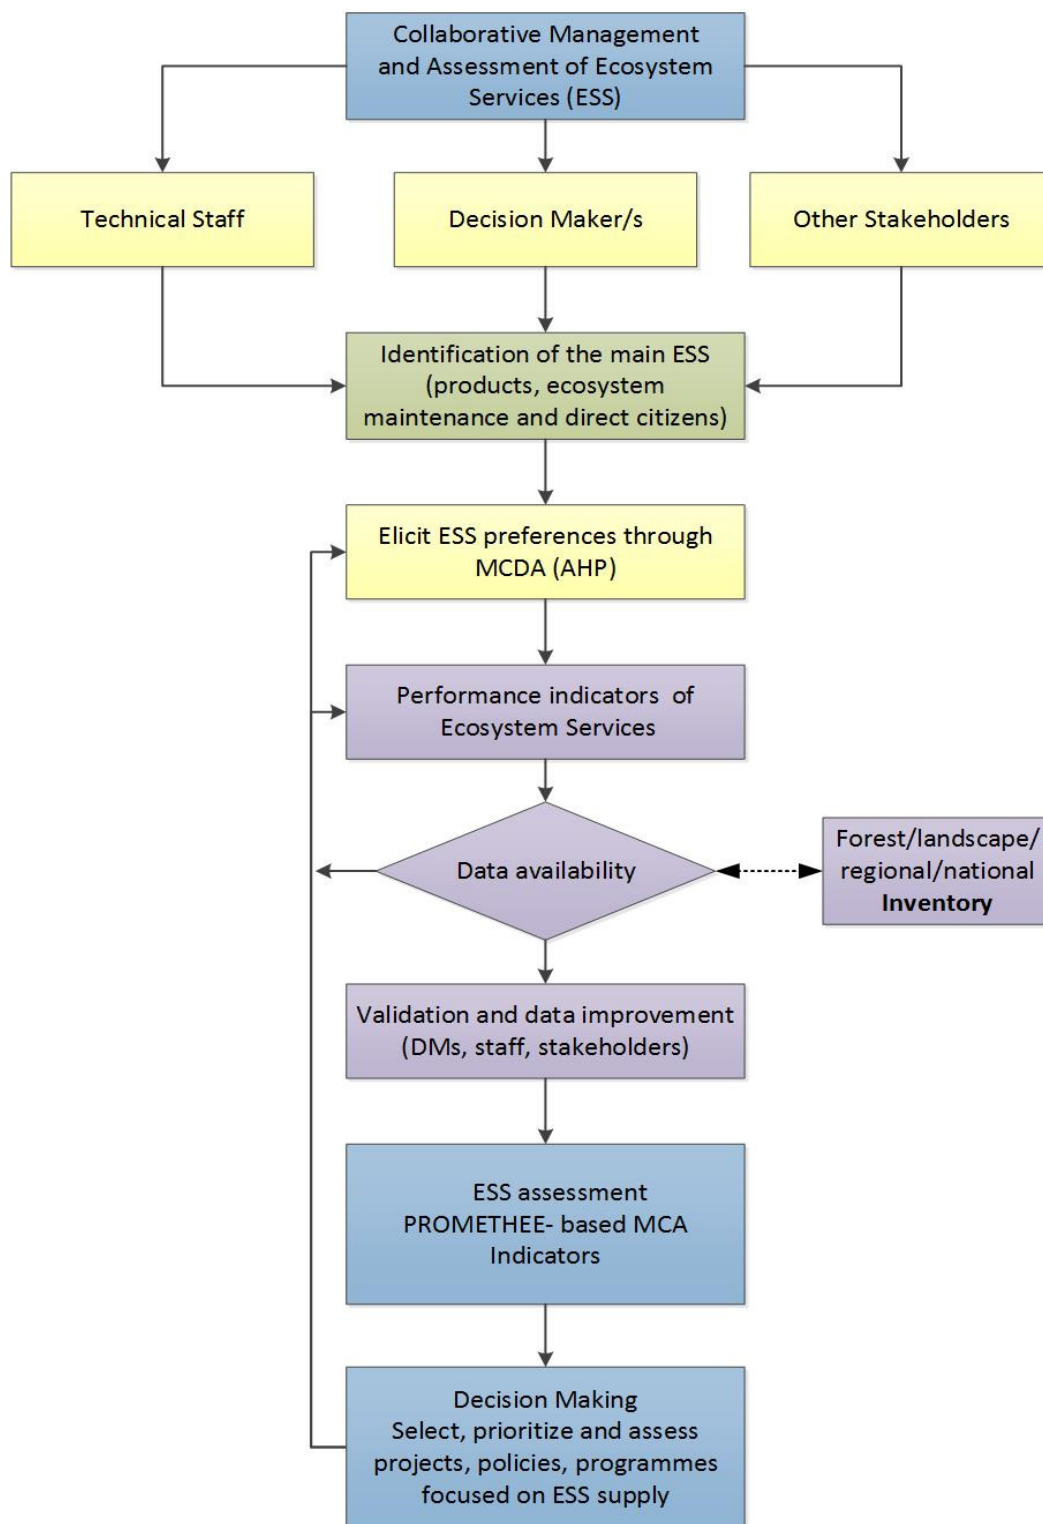 Collaborative Management
and Assessment of Ecosystem
Services (ESS)
Technical Staff
Decision Maker/s
Other Stakeholders
Identification of the main ESS
(products, ecosystem
maintenance and direct citizens)
Elicit ESS preferences through
MCDA (AHP)
Performance indicators of
Ecosystem Services
Data availability
Forest/landscape/
regional/national
Inventory
Validation and data improvement
(DMs, staff, stakeholders)
ESS assessment
PROMETHEE- based MCA
Indicators
Decision Making
Select, prioritize and assess
projects, policies, programmes
focused on ESS supply